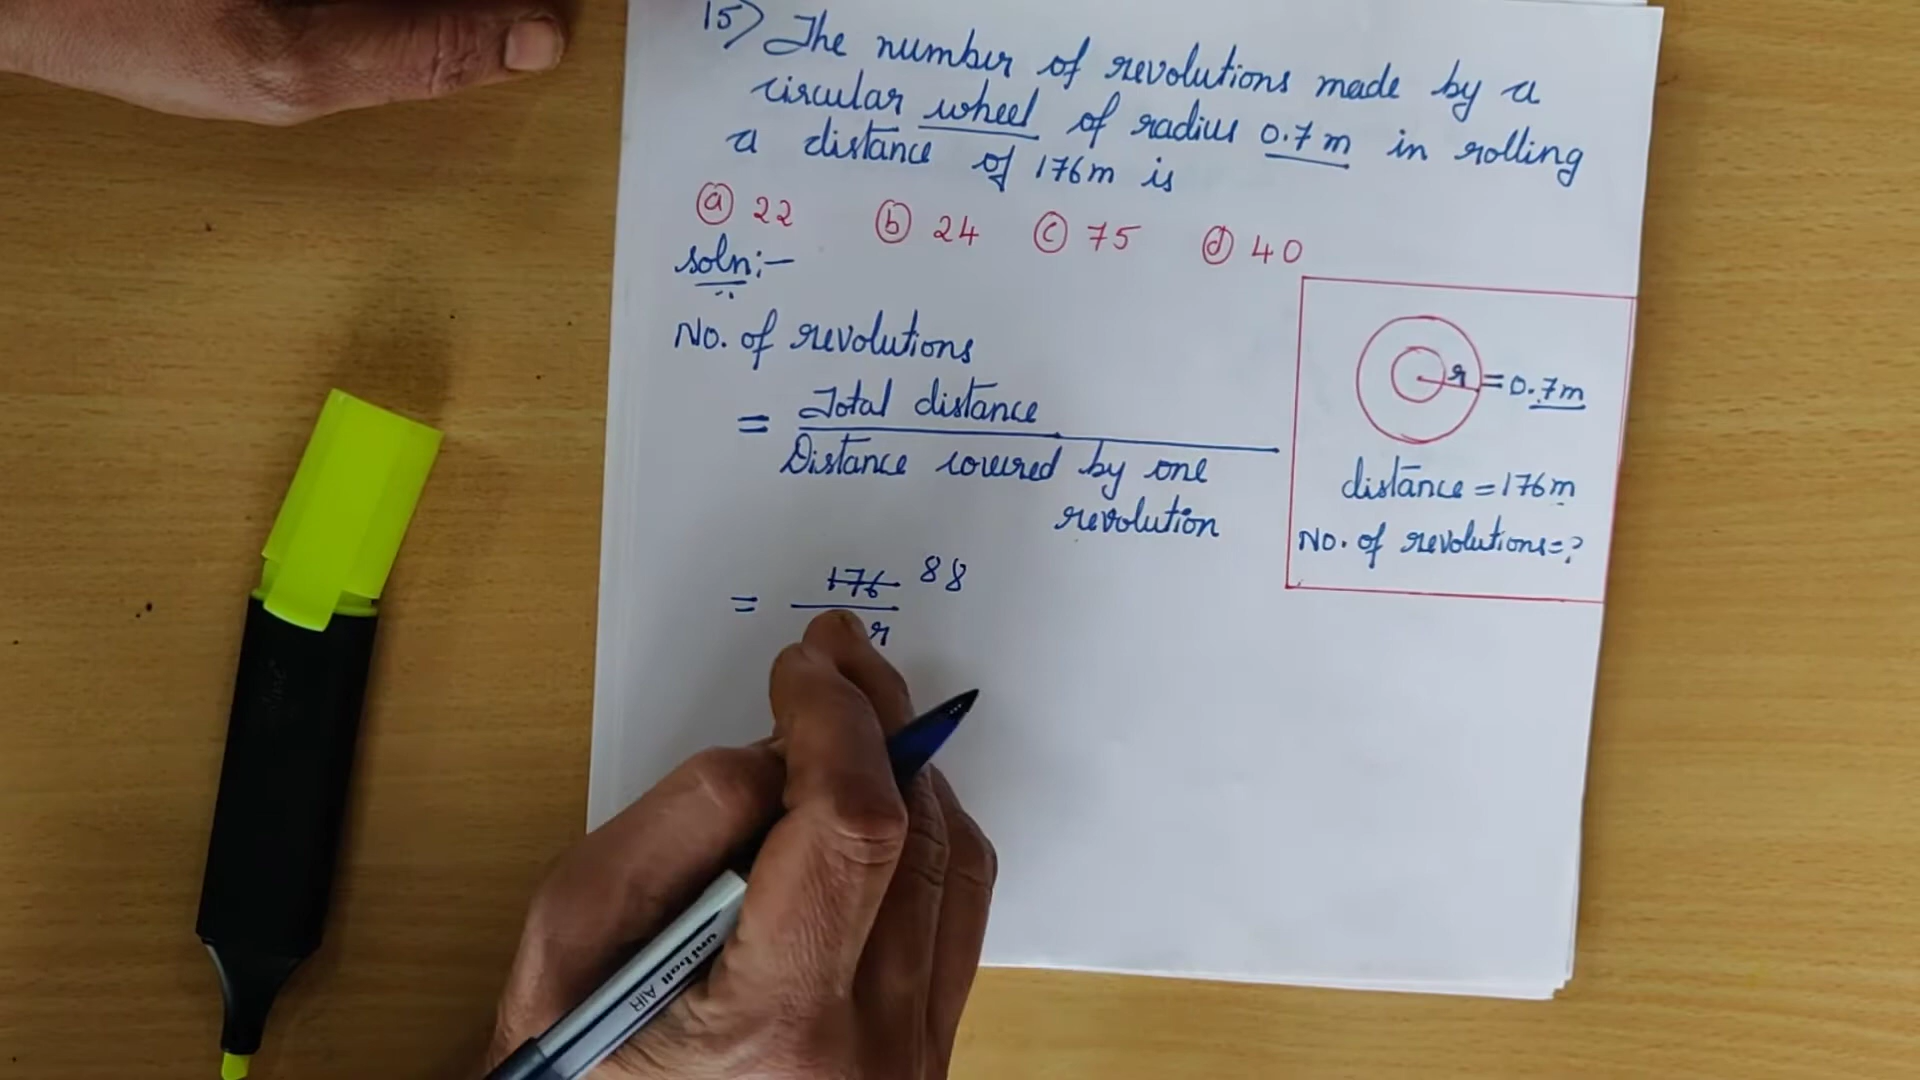 15) The number of revolutions made by a
circular wheel of radius 0.7 m in rolling
a distance of 176m is
(a) 22 (b) 24 (c) 75 (d) 40
soln:-
No. of revolutions
= Total distance
Distance covered by one
revolution
= 176 88
r
r = 0.7m
distance = 176m
No. of revolutions = ?
uniball AIR